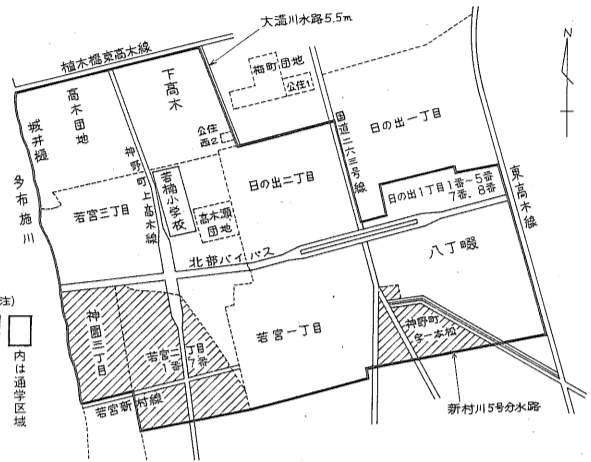 大溝川水路5.5m
植木橋東高木線
N
下高木
梅町団地
公住1
高木団地
城井樋
公住西2
国道二六三号線
日の出一丁目
多布施川
神野町上高木線
若楠小学校
日の出二丁目
日の出1丁目1番~5番
7番、8番
東高木線
若宮三丁目
高木瀬団地
北部バイパス
八丁畷
注)
内は通学区域
神園三丁目
若宮二丁目
1番 7番
若宮一丁目
神野町
字一本松
若宮新村線
新村川5号分水路